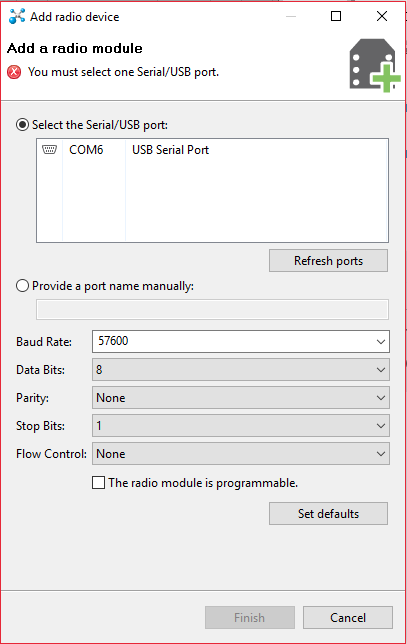 Add radio device
Add a radio module
You must select one Serial/USB port.
Select the Serial/USB port:
COM6 USB Serial Port
Refresh ports
Provide a port name manually:
Baud Rate: 57600
Data Bits: 8
Parity: None
Stop Bits: 1
Flow Control: None
The radio module is programmable.
Set defaults
Finish Cancel